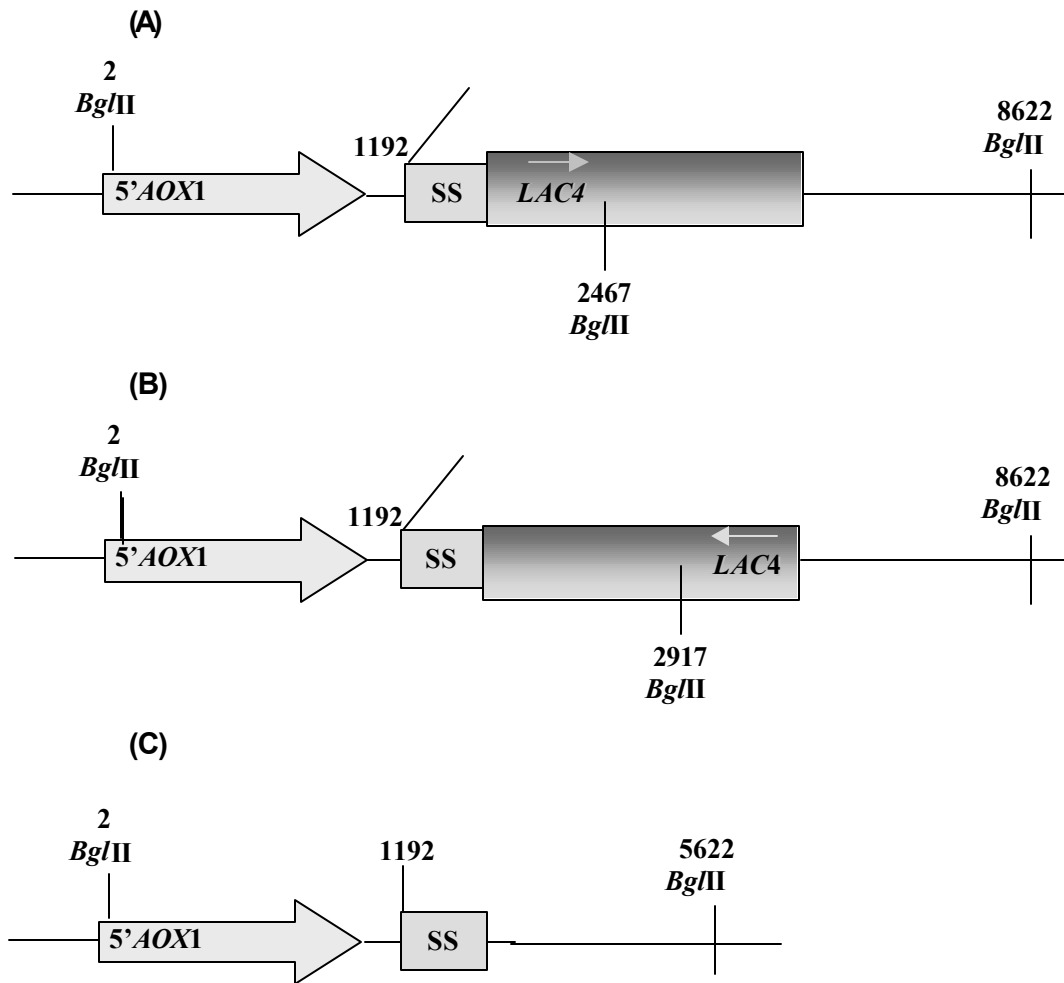 (A)
2
BglII
1192
8622
BglII
5'AOX1
SS
LAC4
2467
BglII
(B)
2
BglII
1192
8622
BglII
5'AOX1
SS
LAC4
2917
BglII
(C)
2
BglII
1192
5622
BglII
5'AOX1
SS